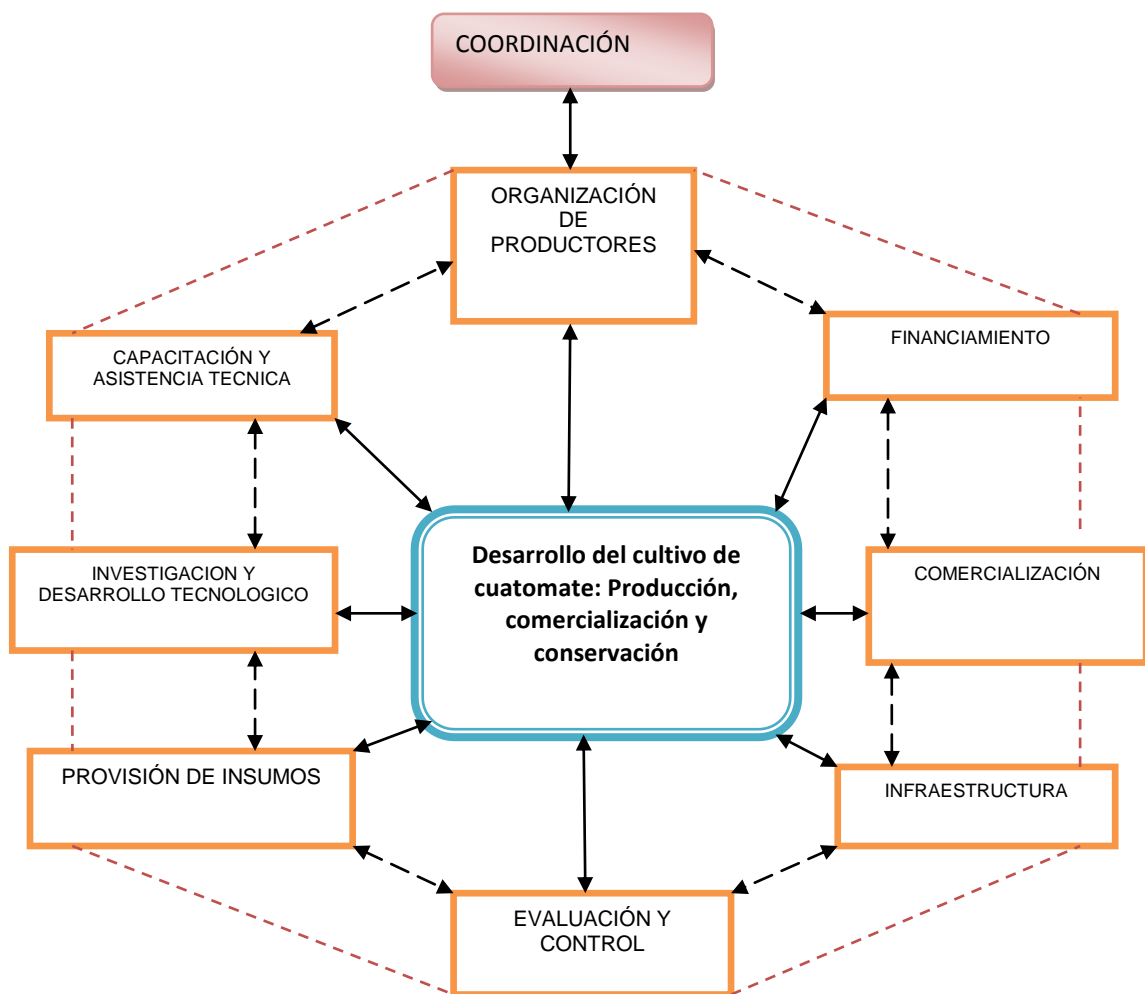 COORDINACIÓN
ORGANIZACIÓN
DE
PRODUCTORES
CAPACITACIÓN Y
ASISTENCIA TECNICA
FINANCIAMIENTO
INVESTIGACION Y
DESARROLLO TECNOLOGICO
Desarrollo del cultivo de
cuatomate: Producción,
comercialización y
conservación
COMERCIALIZACIÓN
PROVISIÓN DE INSUMOS
INFRAESTRUCTURA
EVALUACIÓN Y
CONTROL